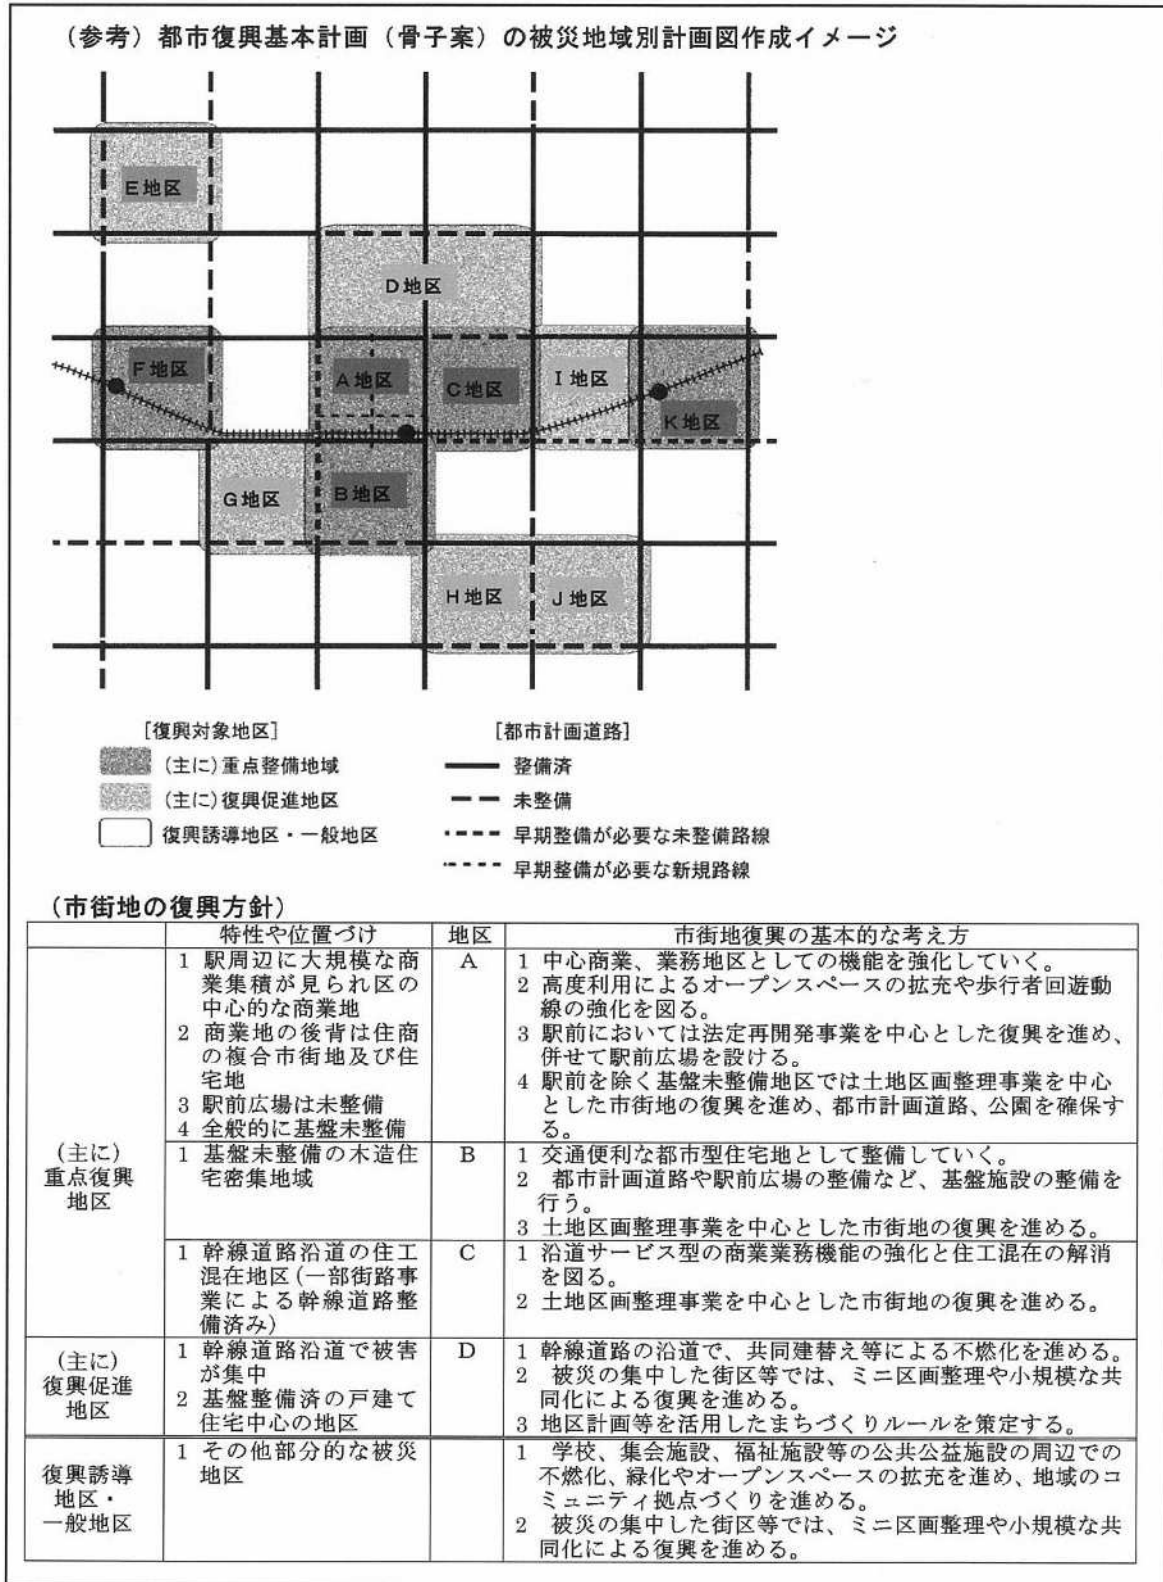 (参考)都市復興基本計画(骨子案)の被災地域別計画図作成イメージ
E地区
D地区
F地区
A地区
C地区
I地区
K地区
G地区
B地区
H地区
J地区
[復興対象地区]
(主に)重点整備地域
(主に)復興促進地区
復興誘導地区・一般地区
[都市計画道路]
整備済
未整備
早期整備が必要な未整備路線
早期整備が必要な新規路線
(市街地の復興方針)
特性や位置づけ
地区
市街地復興の基本的な考え方
(主に)
重点復興
地区
1 駅周辺に大規模な商
業集積が見られ区の
中心的な商業地
2 商業地の後背は住商
の複合市街地及び住
宅地
3 駅前広場は未整備
4 全般的に基盤未整備
A
1 中心商業、業務地区としての機能を強化していく。
2 高度利用によるオープンスペースの拡充や歩行者回遊動
線の強化を図る。
3 駅前においては法定再開発事業を中心とした復興を進め、
併せて駅前広場を設ける。
4 駅前を除く基盤未整備地区では土地区画整理事業を中心
とした市街地の復興を進め、都市計画道路、公園を確保す
る。
1 基盤未整備の木造住
宅密集地域
B
1 交通便利な都市型住宅地として整備していく。
2 都市計画道路や駅前広場の整備など、基盤施設の整備を
行う。
3 土地区画整理事業を中心とした市街地の復興を進める。
1 幹線道路沿道の住工
混在地区(一部街路事
業による幹線道路整
備済み)
C
1 沿道サービス型の商業業務機能の強化と住工混在の解消
を図る。
2 土地区画整理事業を中心とした市街地の復興を進める。
(主に)
復興促進
地区
1 幹線道路沿道で被害
が集中
2 基盤整備済の戸建て
住宅中心の地区
D
1 幹線道路の沿道で、共同建替え等による不燃化を進める。
2 被災の集中した街区等では、ミニ区画整理や小規模な共
同化による復興を進める。
3 地区計画等を活用したまちづくりルールを策定する。
復興誘導
地区・
一般地区
1 その他部分的な被災
地区
1 学校、集会施設、福祉施設等の公共公益施設の周辺での
不燃化、緑化やオープンスペースの拡充を進め、地域のコ
ミュニティ拠点づくりを進める。
2 被災の集中した街区等では、ミニ区画整理や小規模な共
同化による復興を進める。